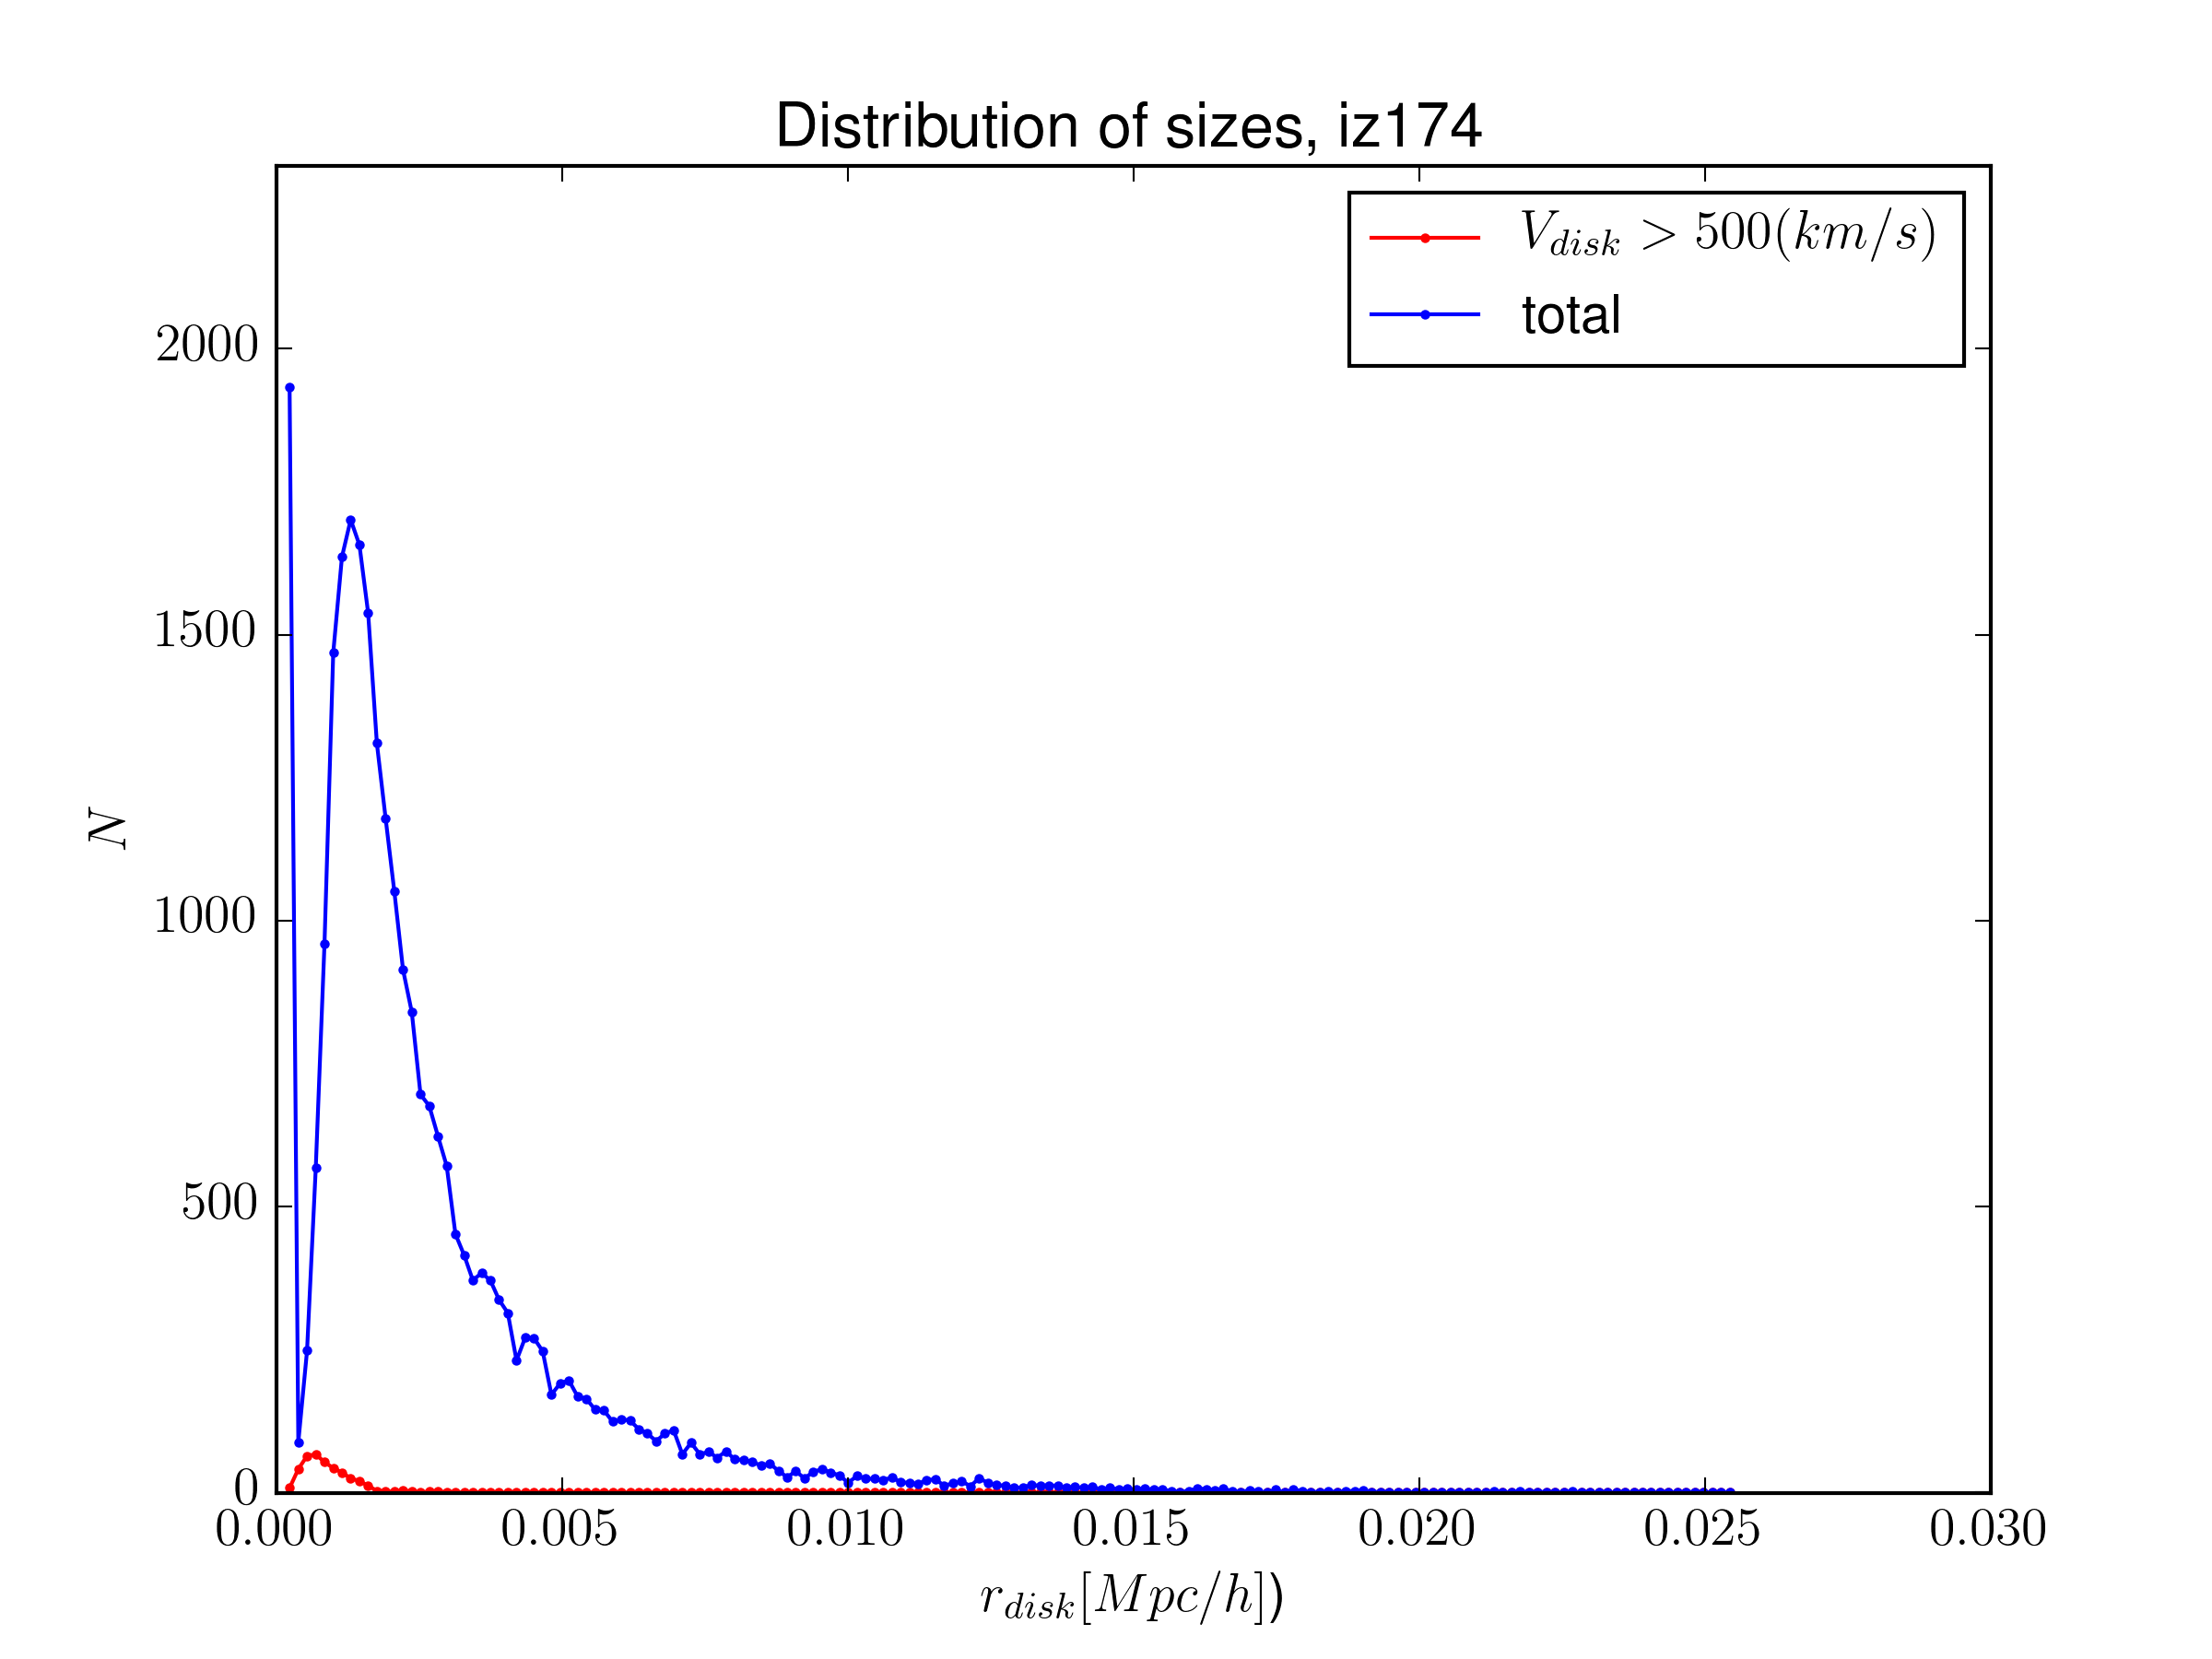 Distribution of sizes, iz174
V_{disk} > 500(km/s)
total
2000
1500
1000
500
0
N
0.000 0.005 0.010 0.015 0.020 0.025 0.030
r_{disk}[Mpc/h])